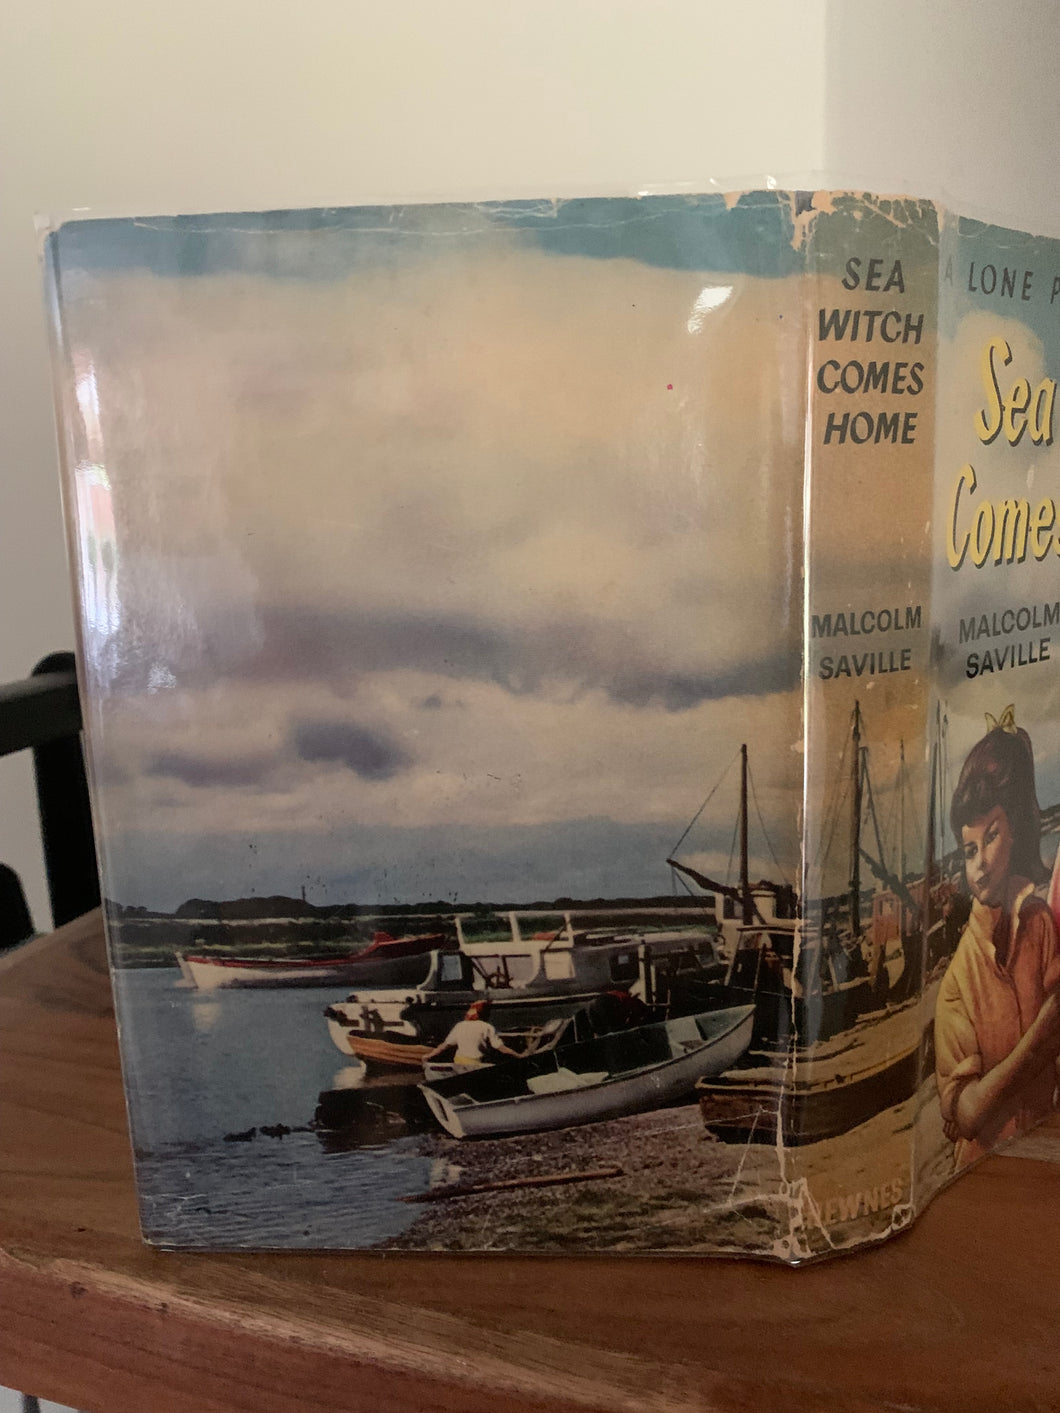 SEA
WITCH
COMES
HOME
MALCOLM
SAVILLE
NEWNES
A LONE P
Sea
Comes
MALCOLM
SAVILLE